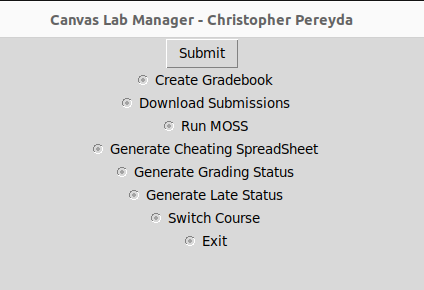 Canvas Lab Manager - Christopher Pereyda
Submit
Create Gradebook
Download Submissions
Run MOSS
Generate Cheating SpreadSheet
Generate Grading Status
Generate Late Status
Switch Course
Exit